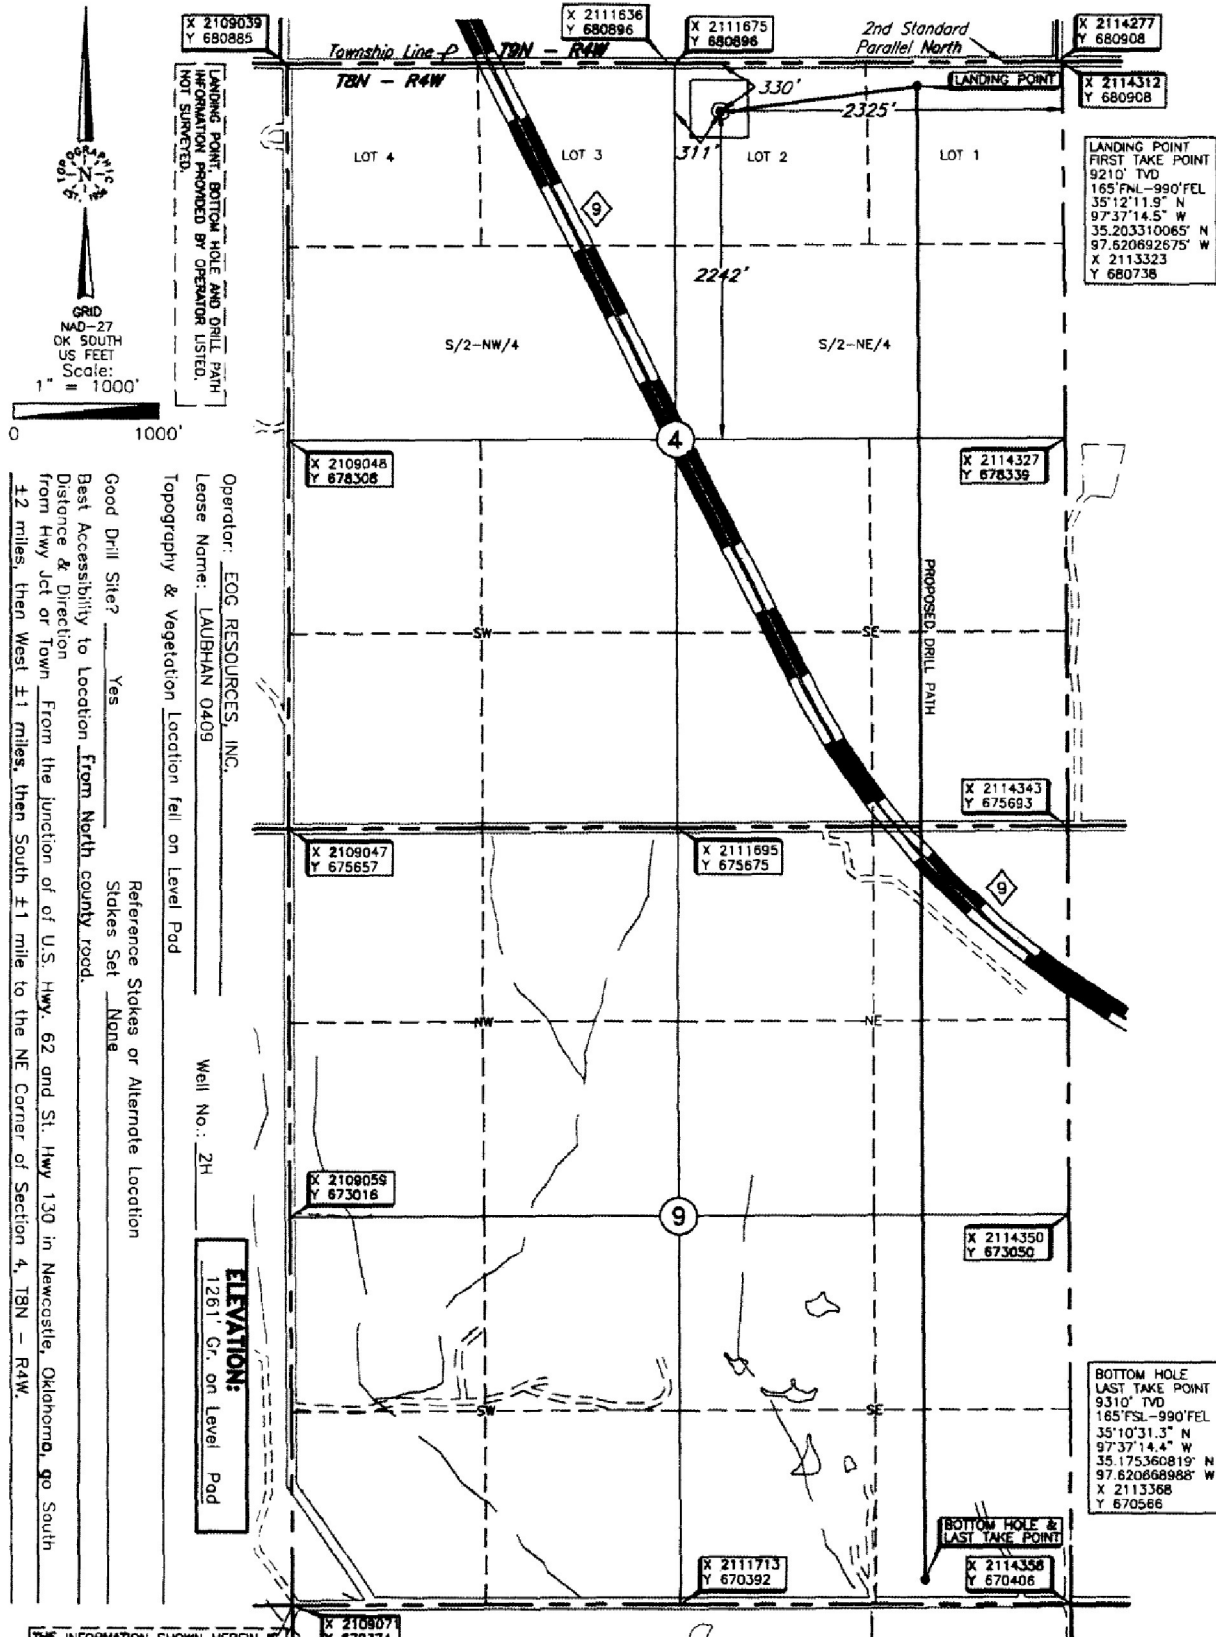 X 2109039
Y 680885
X 2111636
Y 680896
X 2111675
Y 680896
2nd Standard
Parallel North
X 2114277
Y 680908
Township Line
T9N - R4W
T8N - R4W
LANDING POINT
X 2114312
Y 680908
330'
2325'
311'
LOT 4
LOT 3
LOT 2
LOT 1
LANDING POINT, BOTTOM HOLE AND DRILL PATH
INFORMATION PROVIDED BY OPERATOR LISTED,
NOT SURVEYED.
TOPOGRAPHIC
N
LANDING POINT
FIRST TAKE POINT
9210' TVD
165'FNL-990'FEL
35°12'11.9" N
97°37'14.5" W
35.203310065° N
97.620692675° W
X 2113323
Y 680738
9
2242'
GRID
NAD-27
OK SOUTH
US FEET
Scale:
1" = 1000'
0 1000'
S/2-NW/4
S/2-NE/4
4
X 2109048
Y 678308
X 2114327
Y 678339
SW
SE
PROPOSED DRILL PATH
X 2114343
Y 675693
X 2109047
Y 675657
X 2111695
Y 675675
9
NW
NE
Operator: EOG RESOURCES, INC.
Lease Name: LAUBHAN 0409
Well No.: 2H
Topography & Vegetation Location fell on Level Pad
Reference Stakes or Alternate Location
Good Drill Site? Yes
Stakes Set None
Best Accessibility to Location From North county road.
Distance & Direction
from Hwy Jct or Town From the junction of of U.S. Hwy. 62 and St. Hwy 130 in Newcastle, Oklahoma, go South
±2 miles, then West ±1 miles, then South ±1 mile to the NE Corner of Section 4, T8N - R4W.
ELEVATION:
1261' Gr. on Level Pad
X 2109059
Y 673016
9
X 2114350
Y 673050
SW
SE
BOTTOM HOLE
LAST TAKE POINT
9310' TVD
165'FSL-990'FEL
35°10'31.3" N
97°37'14.4" W
35.175360819° N
97.620668988° W
X 2113368
Y 670566
BOTTOM HOLE &
LAST TAKE POINT
X 2111713
Y 670392
X 2114358
Y 670406
X 2109071
THE INFORMATION SHOWN HEREIN